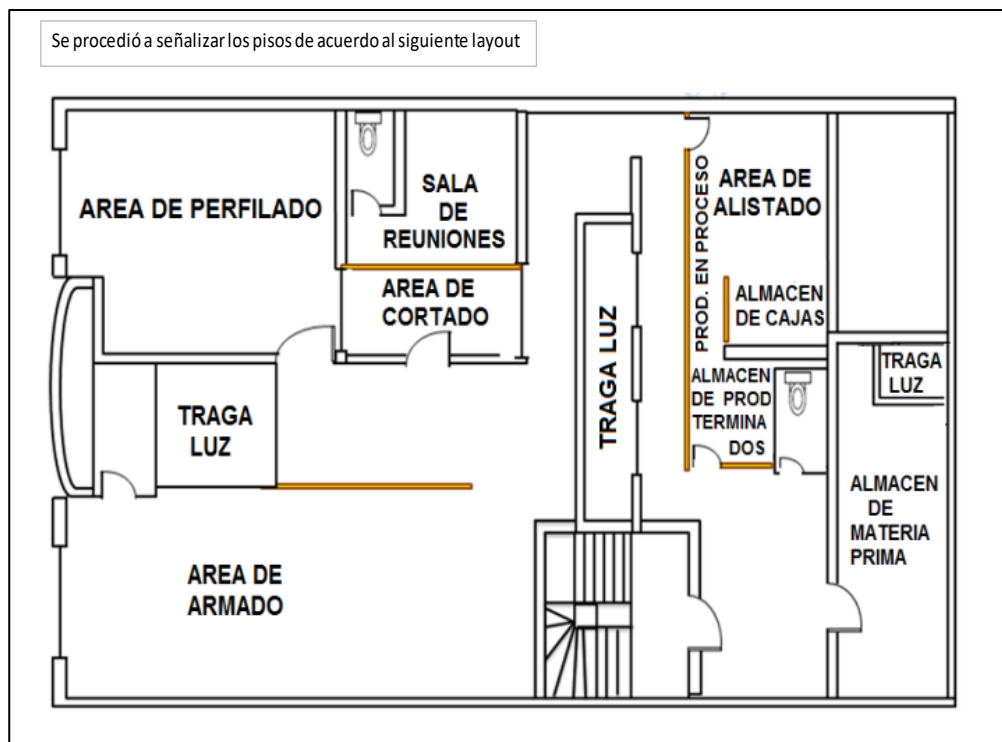 Se procedió a señalizar los pisos de acuerdo al siguiente layout
AREA DE PERFILADO
SALA
DE
REUNIONES
AREA DE
CORTADO
TRAGA
LUZ
AREA DE
ARMADO
TRAGA LUZ
PROD. EN PROCESO
AREA DE
ALISTADO
ALMACEN
DE CAJAS
ALMACEN
DE PROD
TERMINA
DOS
TRAGA
LUZ
ALMACEN
DE
MATERIA
PRIMA